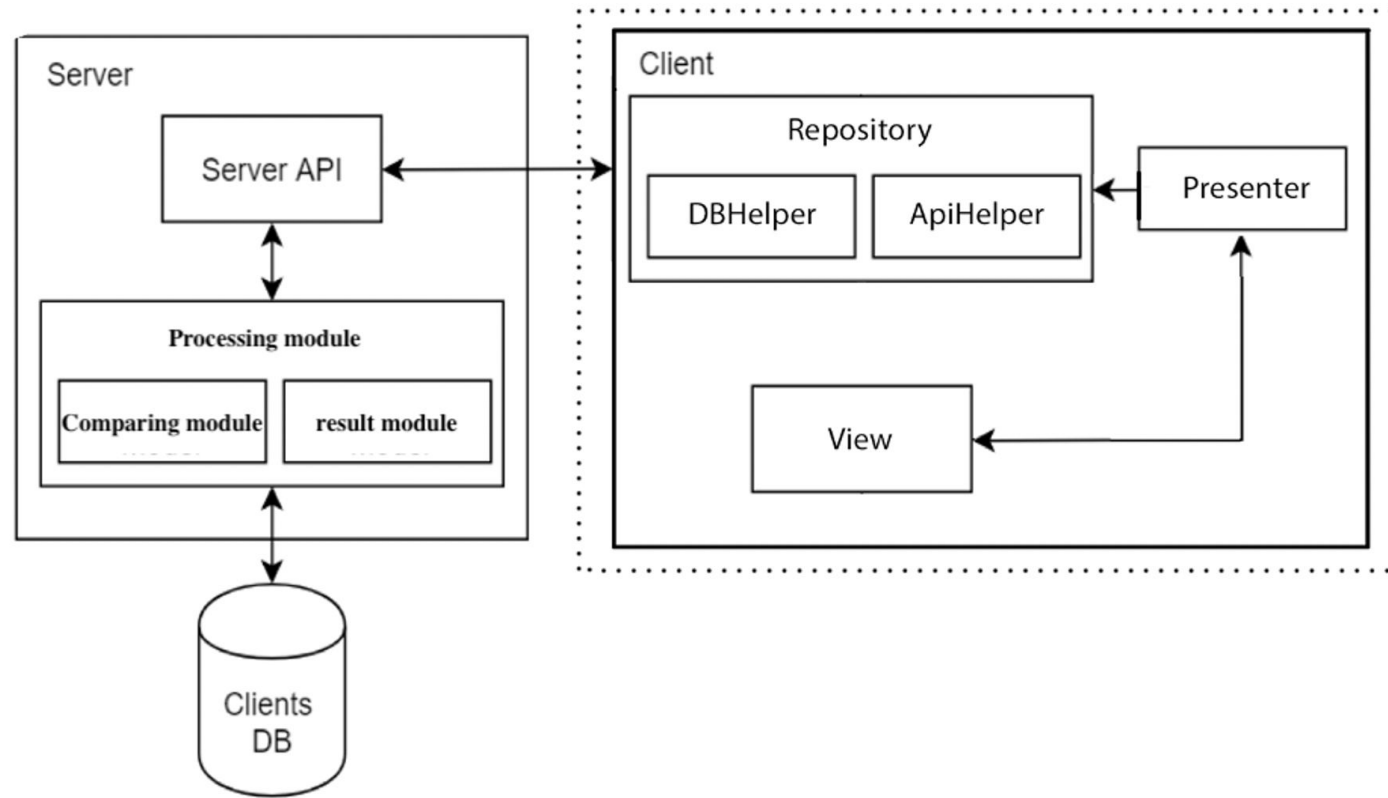 Server
Server API
Processing module
Comparing module
result module
Clients
DB
Client
Repository
DBHelper
ApiHelper
Presenter
View